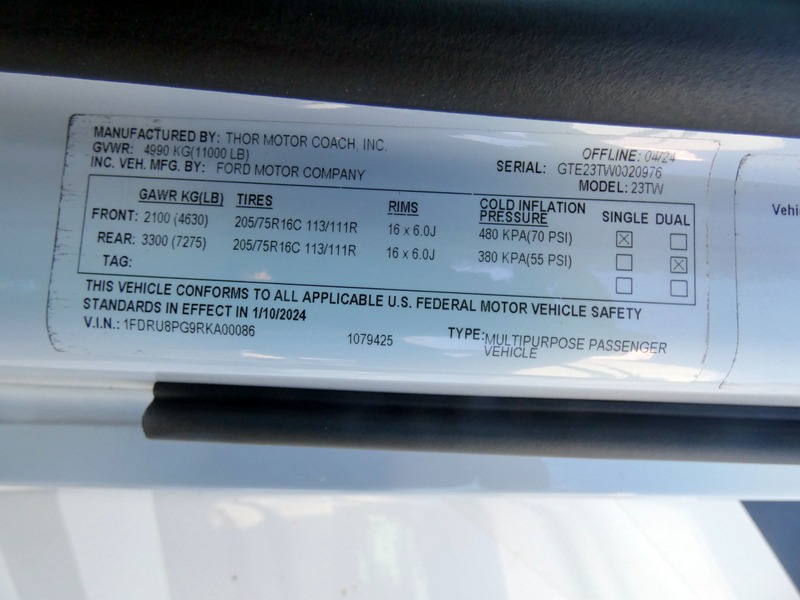 MANUFACTURED BY: THOR MOTOR COACH, INC. OFFLINE: 04/24
GVWR: 4990 KG(11000 LB) SERIAL: GTE23TW0020976
INC. VEH. MFG. BY: FORD MOTOR COMPANY MODEL: 23TW
GAWR KG(LB) TIRES RIMS COLD INFLATION PRESSURE SINGLE DUAL
FRONT: 2100 (4630) 205/75R16C 113/111R 16 x 6.0J 480 KPA(70 PSI) ☒ ☐
REAR: 3300 (7275) 205/75R16C 113/111R 16 x 6.0J 380 KPA(55 PSI) ☐ ☒
TAG: ☐ ☐
THIS VEHICLE CONFORMS TO ALL APPLICABLE U.S. FEDERAL MOTOR VEHICLE SAFETY
STANDARDS IN EFFECT IN 1/10/2024
V.I.N.: 1FDRU8PG9RKA00086 1079425 TYPE: MULTIPURPOSE PASSENGER
VEHICLE